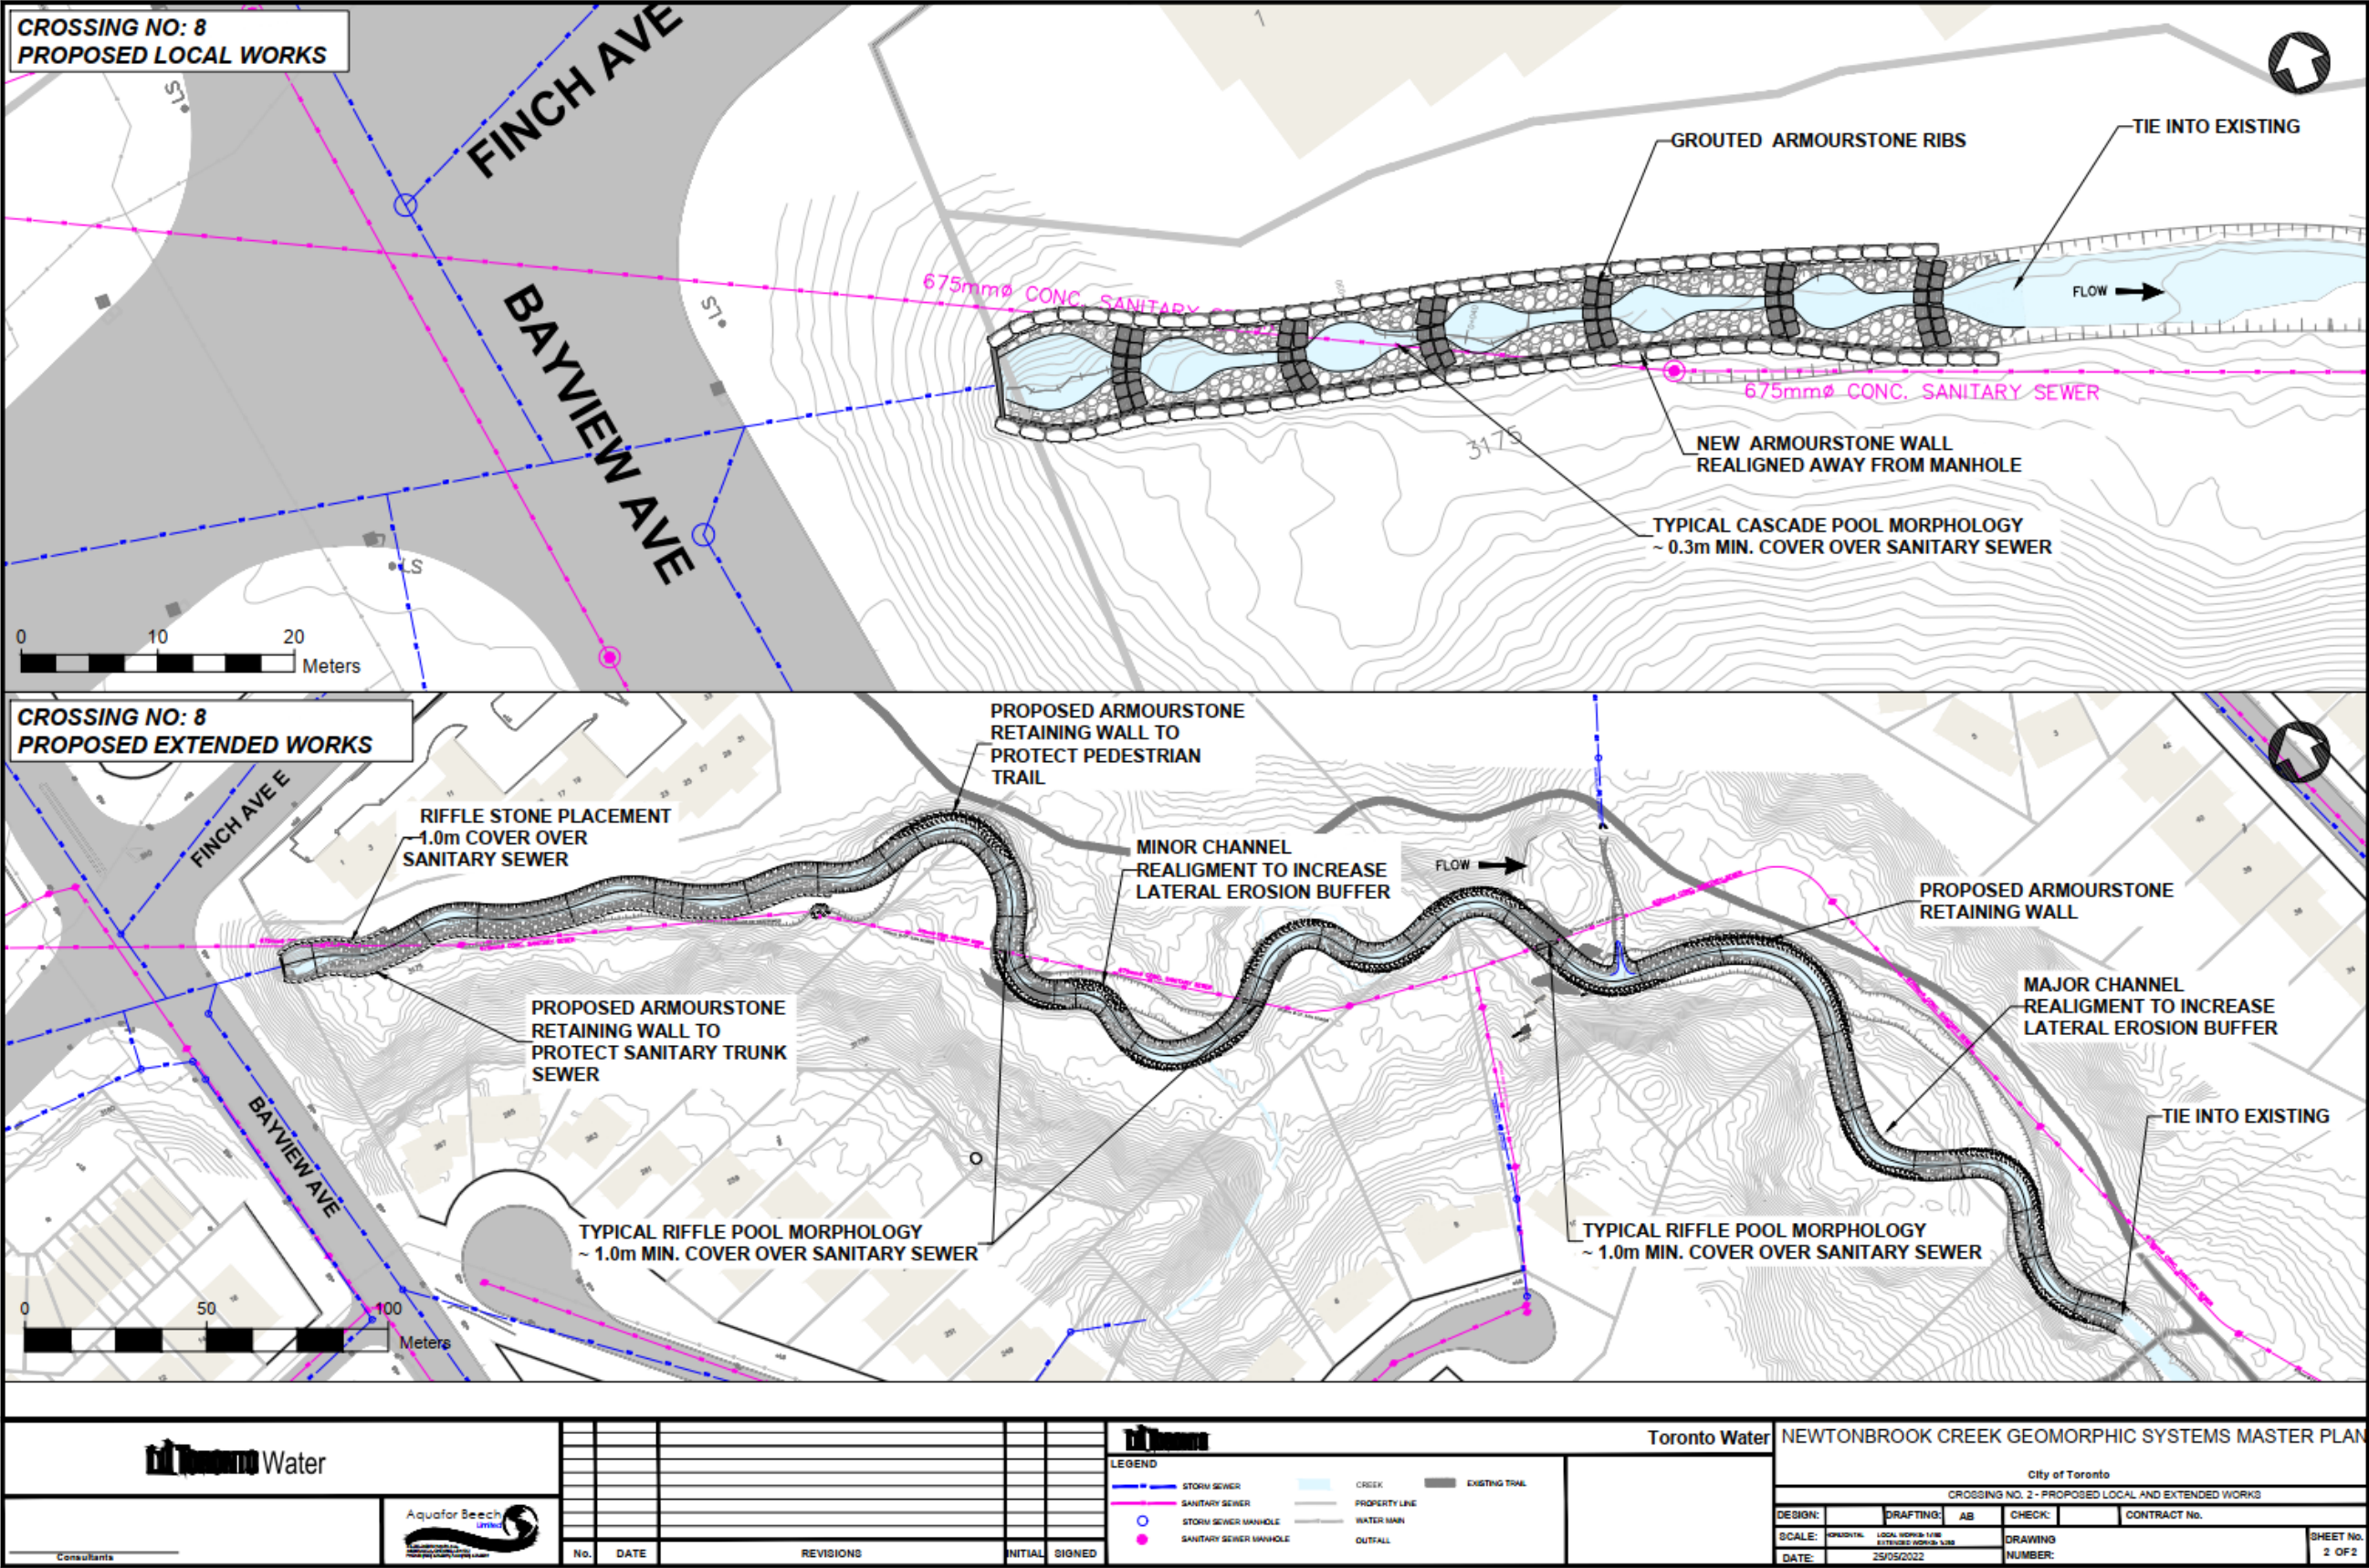 CROSSING NO: 8
PROPOSED LOCAL WORKS
LS
FINCH AVE
1
GROUTED ARMOURSTONE RIBS
TIE INTO EXISTING
FLOW
675mmø CONC. SANITARY
LS
BAYVIEW AVE
675mmø CONC. SANITARY SEWER
3175
NEW ARMOURSTONE WALL
REALIGNED AWAY FROM MANHOLE
TYPICAL CASCADE POOL MORPHOLOGY
~ 0.3m MIN. COVER OVER SANITARY SEWER
LS
0 10 20
Meters
CROSSING NO: 8
PROPOSED EXTENDED WORKS
PROPOSED ARMOURSTONE
RETAINING WALL TO
PROTECT PEDESTRIAN
TRAIL
FINCH AVE E
RIFFLE STONE PLACEMENT
~1.0m COVER OVER
SANITARY SEWER
MINOR CHANNEL
REALIGMENT TO INCREASE
LATERAL EROSION BUFFER
FLOW
PROPOSED ARMOURSTONE
RETAINING WALL
PROPOSED ARMOURSTONE
RETAINING WALL TO
PROTECT SANITARY TRUNK
SEWER
MAJOR CHANNEL
REALIGMENT TO INCREASE
LATERAL EROSION BUFFER
BAYVIEW AVE
TIE INTO EXISTING
TYPICAL RIFFLE POOL MORPHOLOGY
~ 1.0m MIN. COVER OVER SANITARY SEWER
TYPICAL RIFFLE POOL MORPHOLOGY
~ 1.0m MIN. COVER OVER SANITARY SEWER
0 50 100
Meters
Toronto Water
Consultants
Aquafor Beech
Limited
No. DATE REVISIONS INITIAL SIGNED
Toronto
Toronto Water
LEGEND
STORM SEWER
SANITARY SEWER
STORM SEWER MANHOLE
SANITARY SEWER MANHOLE
CREEK
PROPERTY LINE
WATER MAIN
OUTFALL
EXISTING TRAIL
NEWTONBROOK CREEK GEOMORPHIC SYSTEMS MASTER PLAN
City of Toronto
CROSSING NO. 2 - PROPOSED LOCAL AND EXTENDED WORKS
DESIGN: DRAFTING: AB CHECK: CONTRACT No.
SCALE: HORIZONTAL
DATE: 25/05/2022
DRAWING
NUMBER:
SHEET No.
2 OF2